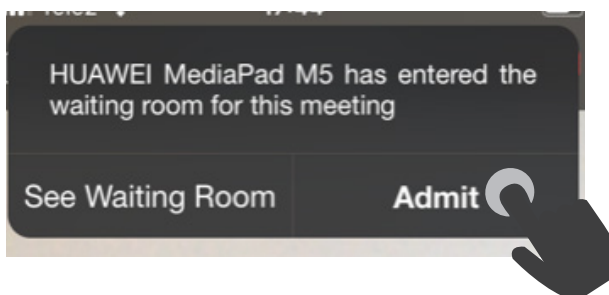 HUAWEI MediaPad M5 has entered the
waiting room for this meeting
See Waiting Room
Admit